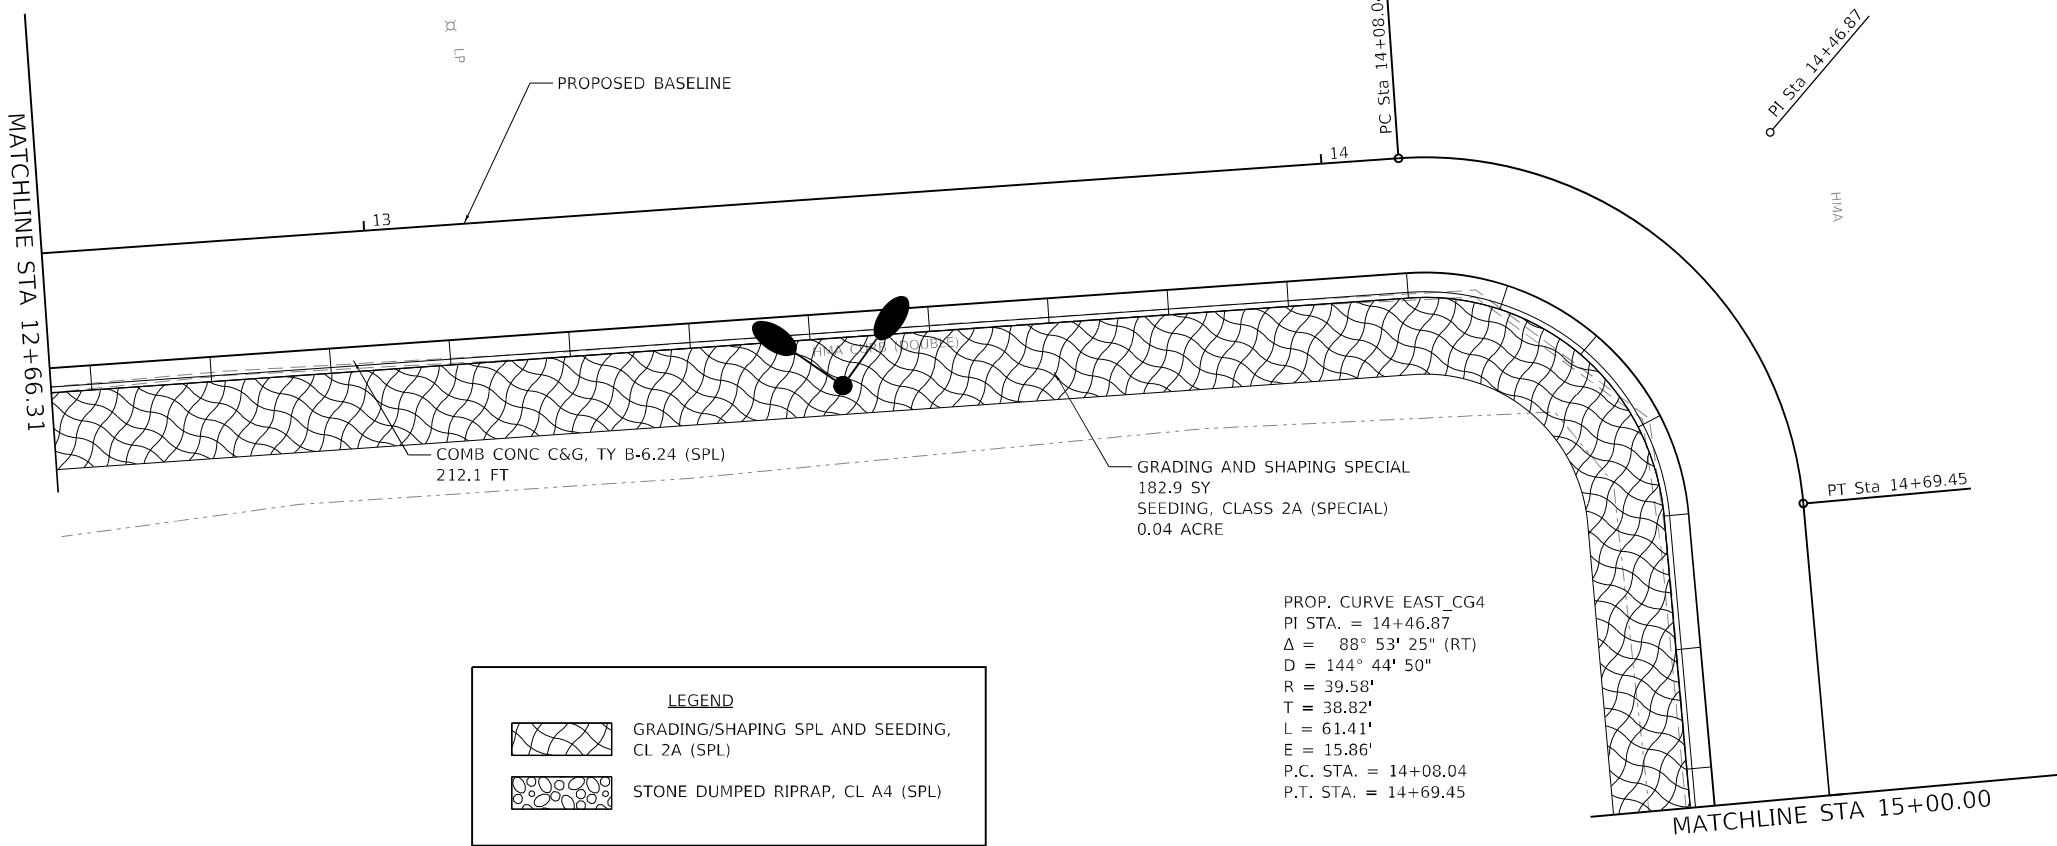 LP
PROPOSED BASELINE
MATCHLINE STA 12+66.31
13
14
PC Sta 14+08.04
PI Sta 14+46.87
HMA
PT Sta 14+69.45
HMA CURB (DOUBLE)
COMB CONC C&G, TY B-6.24 (SPL)
212.1 FT
GRADING AND SHAPING SPECIAL
182.9 SY
SEEDING, CLASS 2A (SPECIAL)
0.04 ACRE
PROP. CURVE EAST_CG4
PI STA. = 14+46.87
Δ = 88° 53' 25" (RT)
D = 144° 44' 50"
R = 39.58'
T = 38.82'
L = 61.41'
E = 15.86'
P.C. STA. = 14+08.04
P.T. STA. = 14+69.45
LEGEND
GRADING/SHAPING SPL AND SEEDING,
CL 2A (SPL)
STONE DUMPED RIPRAP, CL A4 (SPL)
MATCHLINE STA 15+00.00